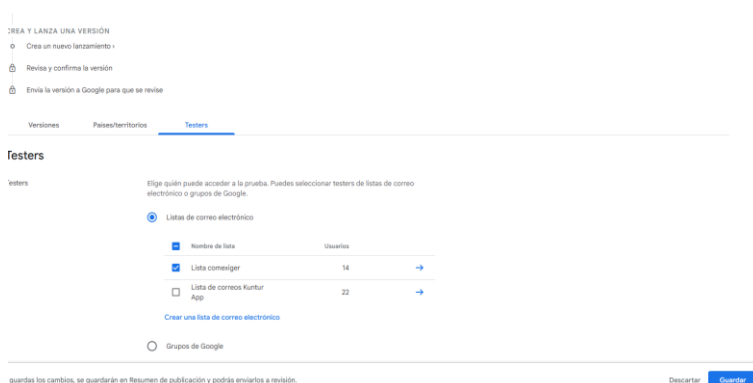 CREA Y LANZA UNA VERSIÓN
Crea un nuevo lanzamiento ›
Revisa y confirma la versión
Envía la versión a Google para que se revise
Versiones Países/territorios Testers
Testers
Testers
Elige quién puede acceder a la prueba. Puedes seleccionar testers de listas de correo
electrónico o grupos de Google.
Listas de correo electrónico
Nombre de lista Usuarios
Lista comexiger 14 →
Lista de correos Kuntur
App
22 →
Crear una lista de correo electrónico
Grupos de Google
guardas los cambios, se guardarán en Resumen de publicación y podrás enviarlos a revisión.
Descartar Guardar